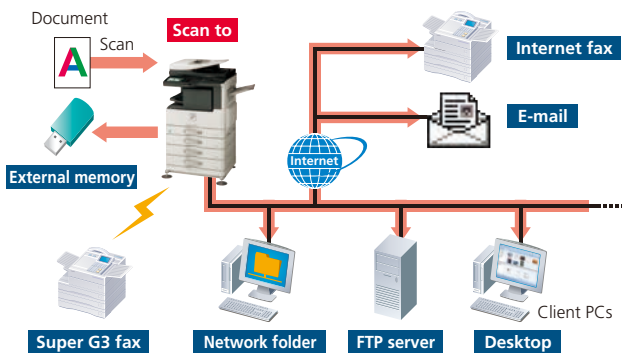 Document
A
Scan
Scan to
Internet fax
E-mail
Internet
External memory
Super G3 fax
Network folder
FTP server
Desktop
Client PCs